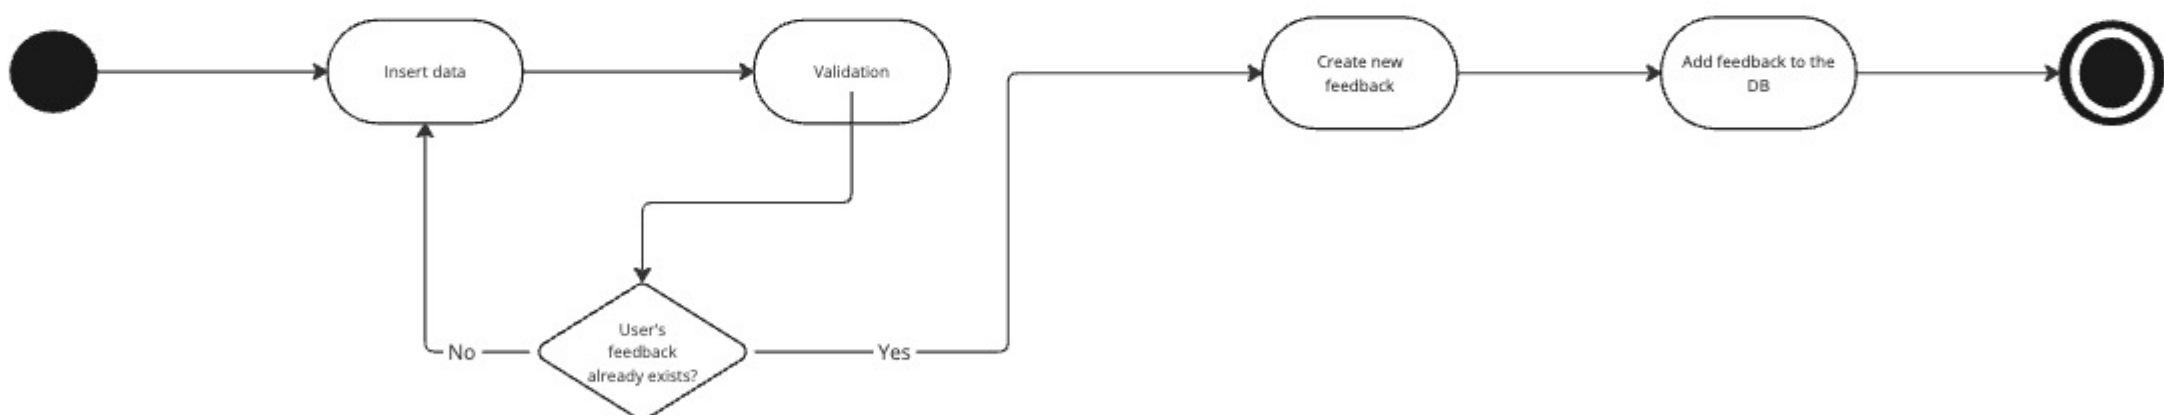 Insert data
Validation
Create new
feedback
Add feedback to the
DB
User's
feedback
already exists?
No
Yes